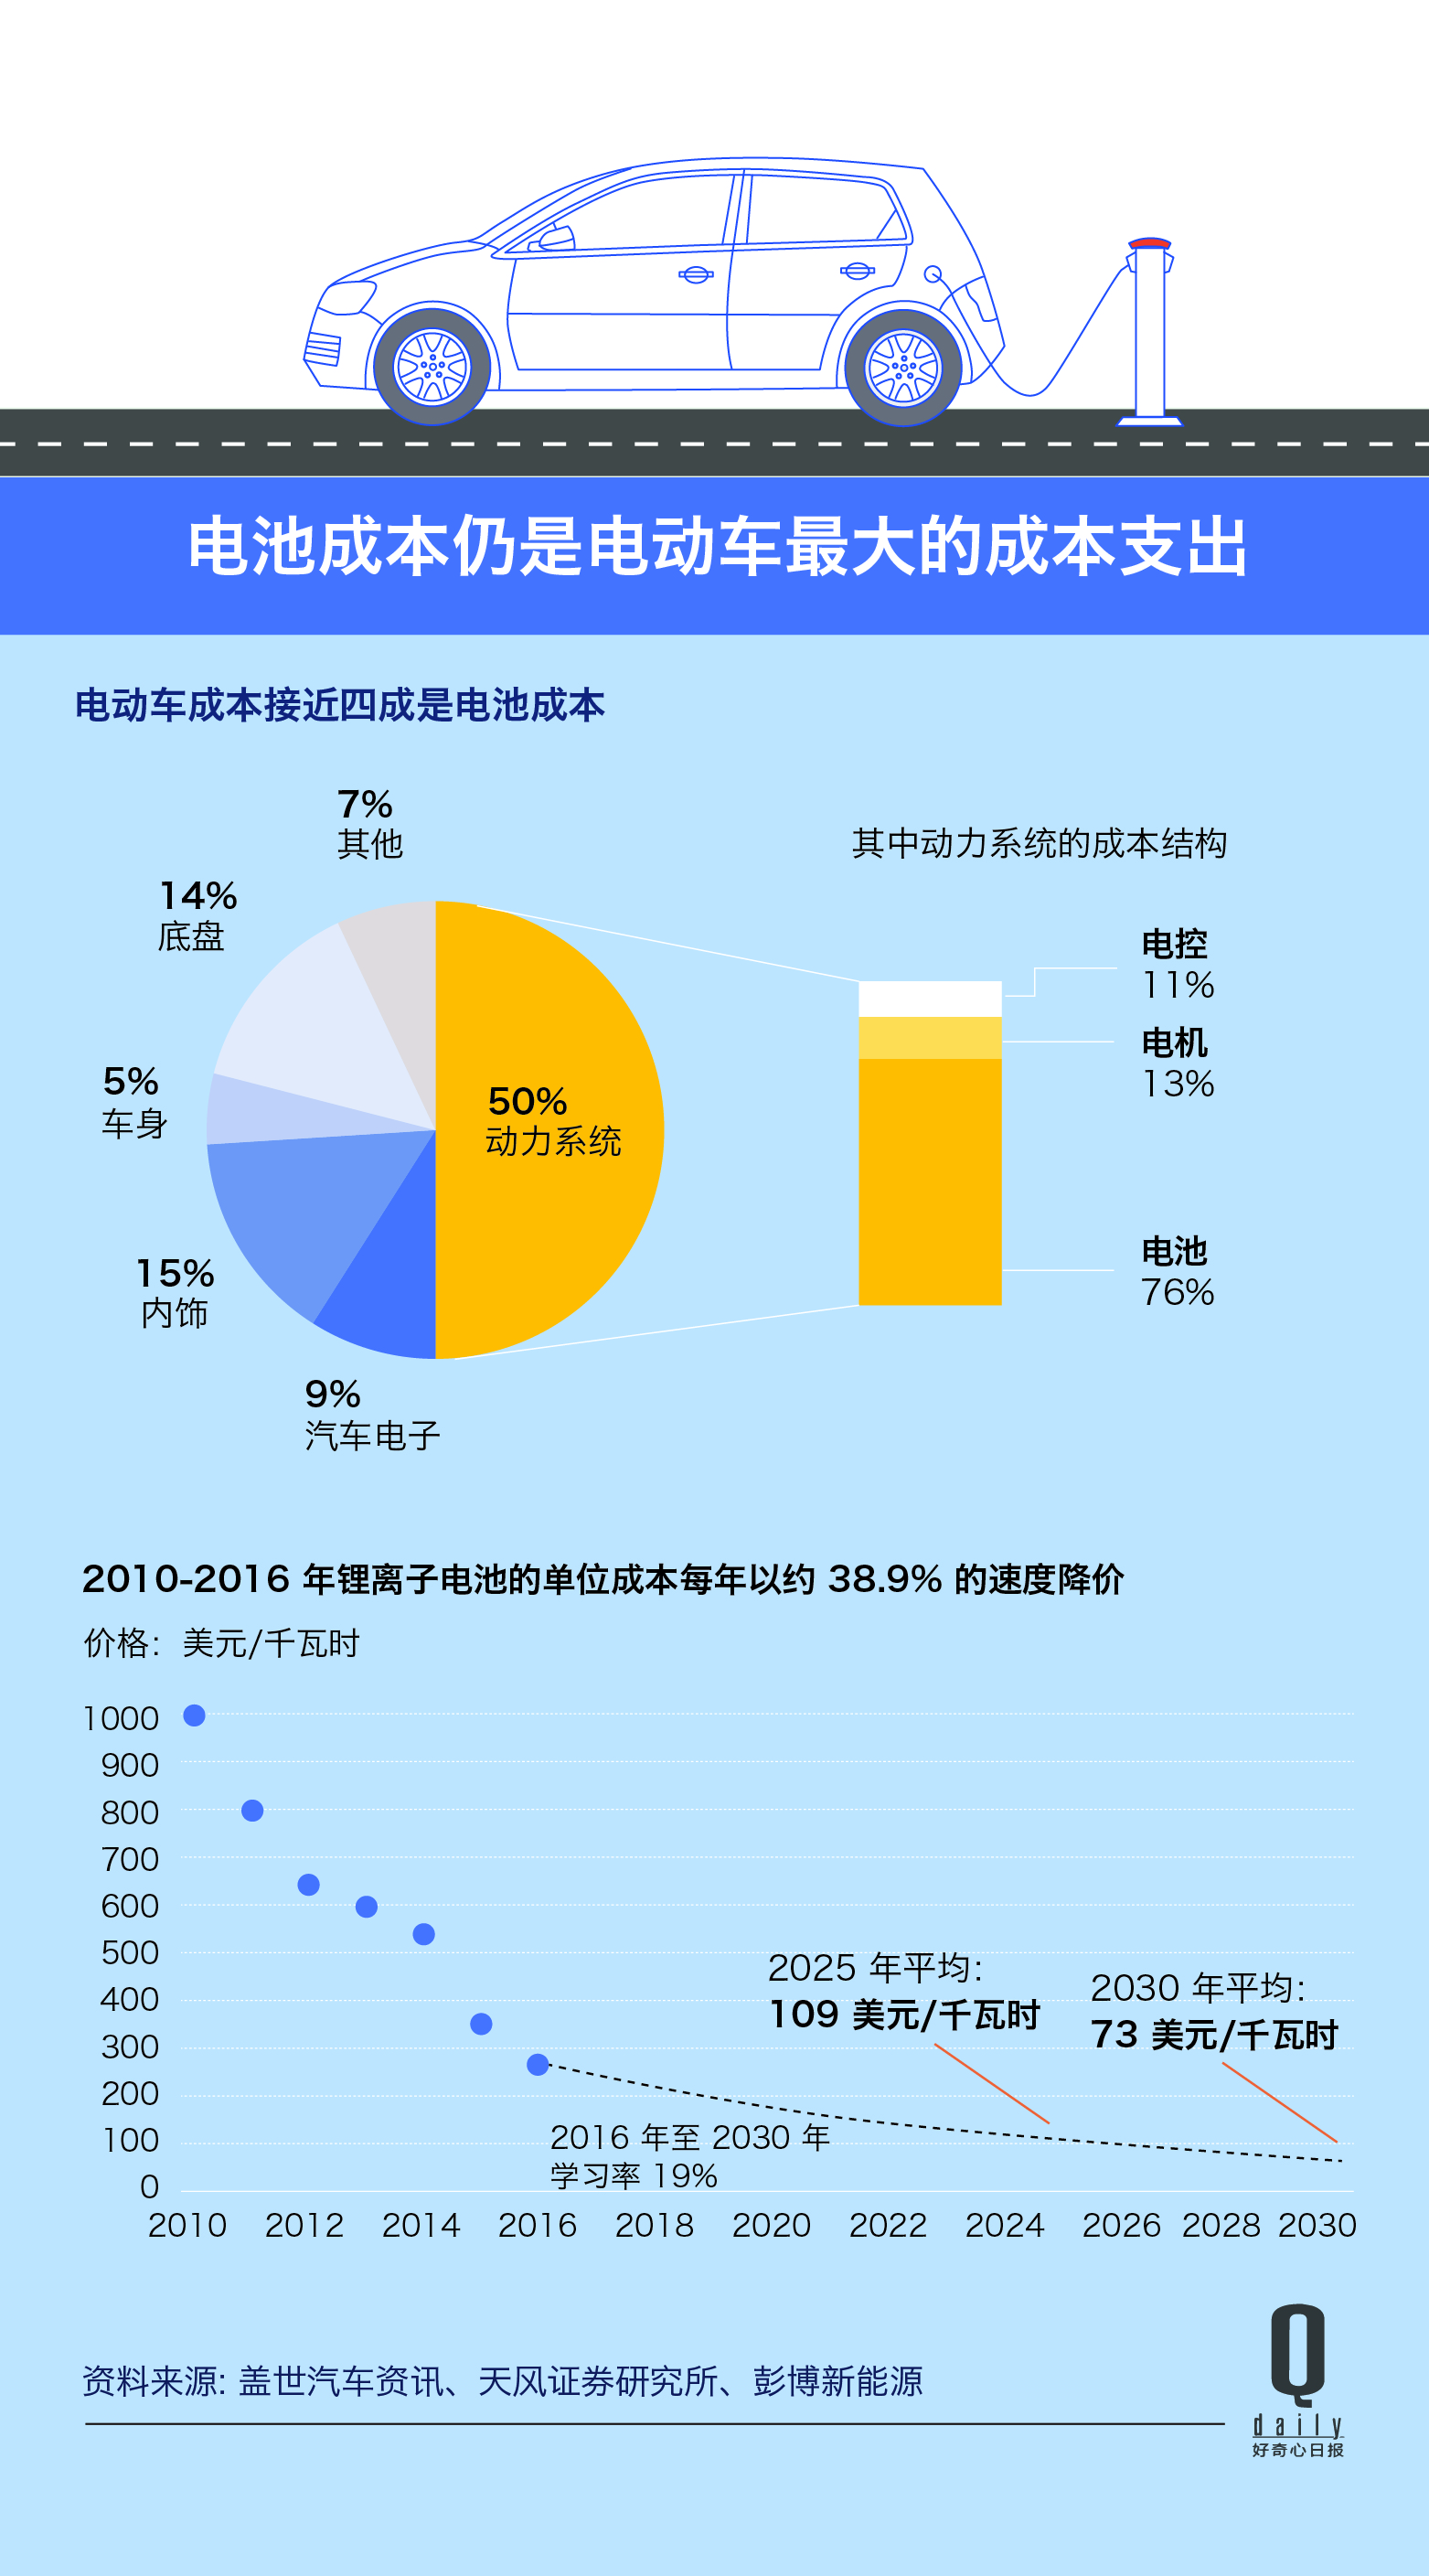 电池成本仍是电动车最大的成本支出
电动车成本接近四成是电池成本
7%
其他
14%
底盘
5%
车身
15%
内饰
9%
汽车电子
50%
动力系统
其中动力系统的成本结构
电控
11%
电机
13%
电池
76%
2010-2016 年锂离子电池的单位成本每年以约 38.9% 的速度降价
价格：美元/千瓦时
1000
900
800
700
600
500
400
300
200
100
0
2025 年平均：
109 美元/千瓦时
2030 年平均：
73 美元/千瓦时
2016 年至 2030 年
学习率 19%
2010 2012 2014 2016 2018 2020 2022 2024 2026 2028 2030
资料来源: 盖世汽车资讯、天风证券研究所、彭博新能源
Q
daily
好奇心日报